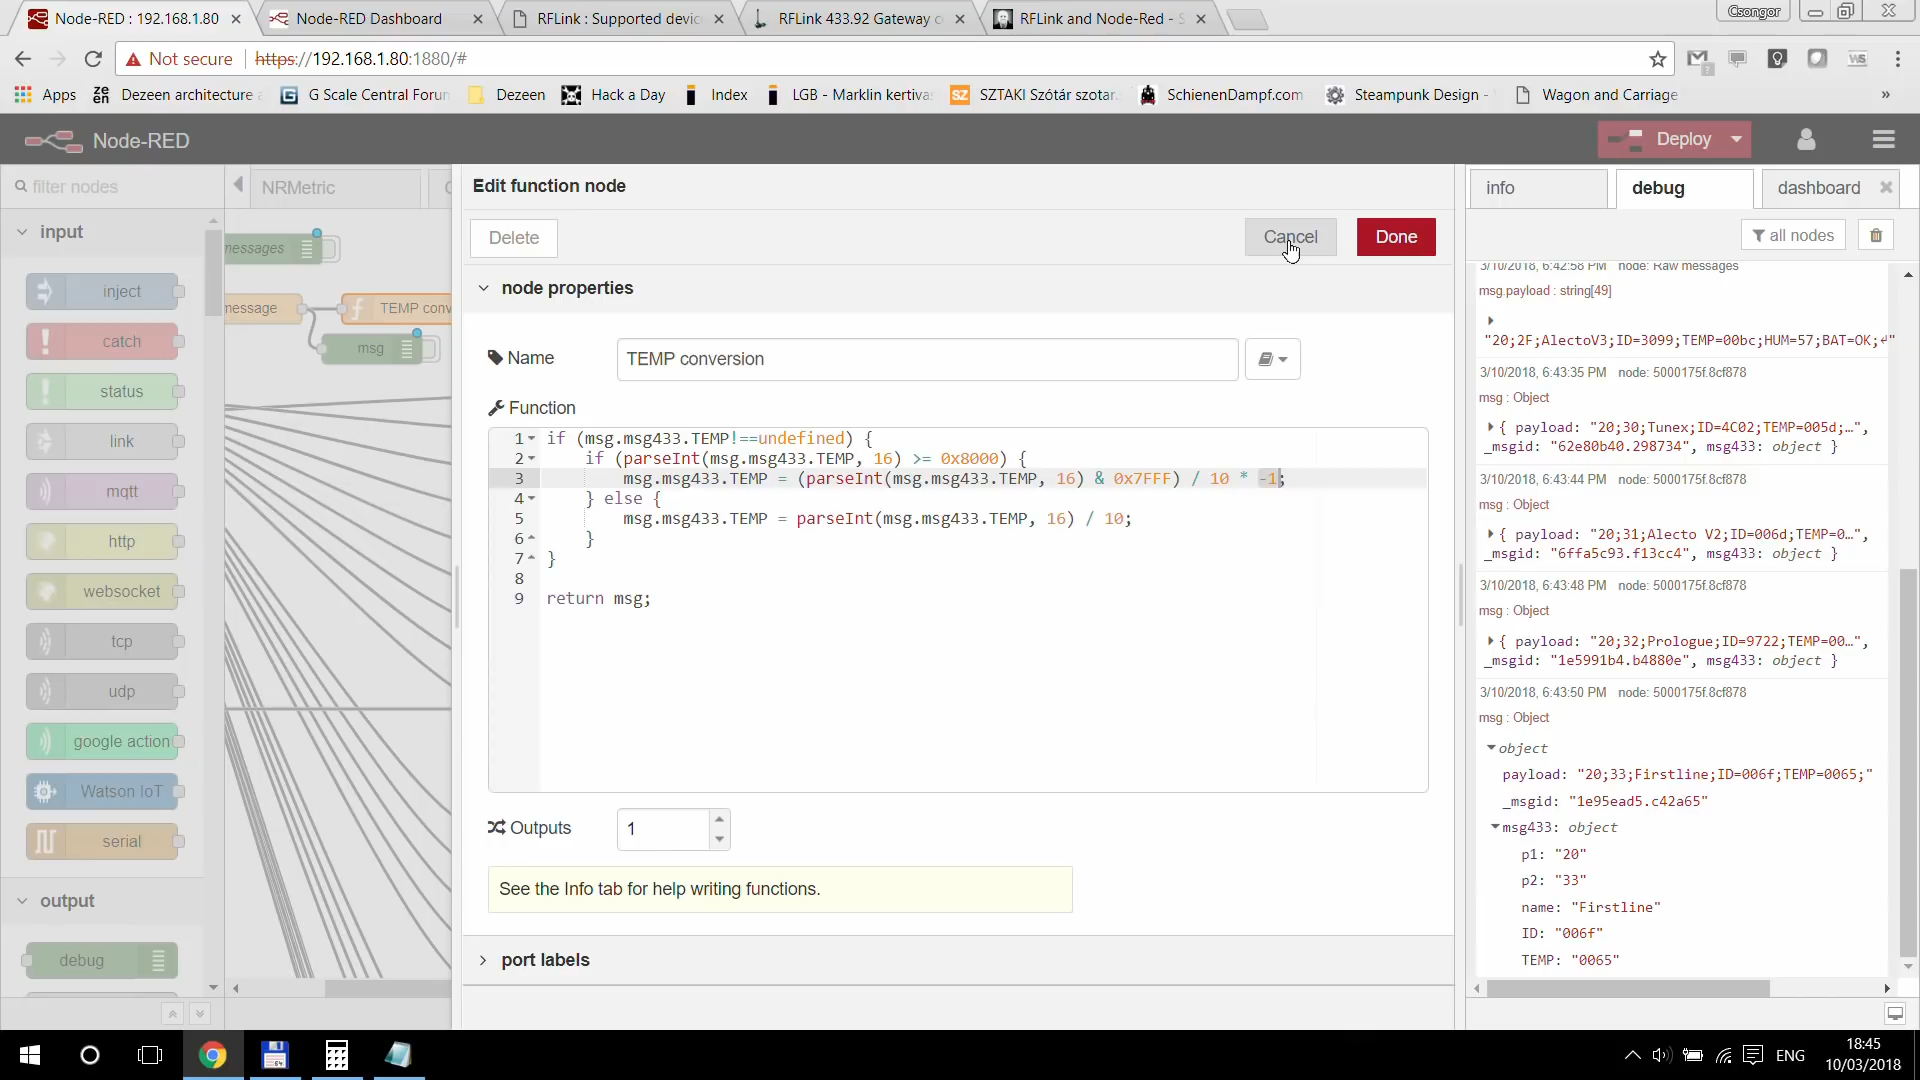 Node-RED : 192.168.1.80
Node-RED Dashboard
RFLink : Supported devic
RFLink 433.92 Gateway c
RFLink and Node-Red - S
Csongor
Not secure
https://192.168.1.80:1880/#
Apps
Dezeen architecture
G Scale Central Forum
Dezeen
Hack a Day
Index
LGB - Marklin kertivas
SZTAKI Szótár szotar.
SchienenDampf.com
Steampunk Design -
Wagon and Carriage
»
Node-RED
Deploy
filter nodes
input
inject
catch
status
link
mqtt
http
websocket
tcp
udp
google action
Watson IoT
serial
output
debug
NRMetric
messages
message
TEMP conv
msg
Edit function node
Delete
Cancel
Done
node properties
Name
TEMP conversion
Function
1 if (msg.msg433.TEMP!==undefined) {
2 if (parseInt(msg.msg433.TEMP, 16) >= 0x8000) {
3 msg.msg433.TEMP = (parseInt(msg.msg433.TEMP, 16) & 0x7FFF) / 10 * -1;
4 } else {
5 msg.msg433.TEMP = parseInt(msg.msg433.TEMP, 16) / 10;
6 }
7 }
8
9 return msg;
Outputs
1
See the Info tab for help writing functions.
port labels
info
debug
dashboard
all nodes
3/10/2018, 6:42:58 PM node: Raw messages
msg.payload : string[49]
"20;2F;AlectoV3;ID=3099;TEMP=00bc;HUM=57;BAT=OK;↵"
3/10/2018, 6:43:35 PM node: 5000175f.8cf878
msg : Object
{ payload: "20;30;Tunex;ID=4C02;TEMP=005d;…",
_msgid: "62e80b40.298734", msg433: object }
3/10/2018, 6:43:44 PM node: 5000175f.8cf878
msg : Object
{ payload: "20;31;Alecto V2;ID=006d;TEMP=0…",
_msgid: "6ffa5c93.f13cc4", msg433: object }
3/10/2018, 6:43:48 PM node: 5000175f.8cf878
msg : Object
{ payload: "20;32;Prologue;ID=9722;TEMP=00…",
_msgid: "1e5991b4.b4880e", msg433: object }
3/10/2018, 6:43:50 PM node: 5000175f.8cf878
msg : Object
object
payload: "20;33;Firstline;ID=006f;TEMP=0065;"
_msgid: "1e95ead5.c42a65"
msg433: object
p1: "20"
p2: "33"
name: "Firstline"
ID: "006f"
TEMP: "0065"
ENG
18:45
10/03/2018